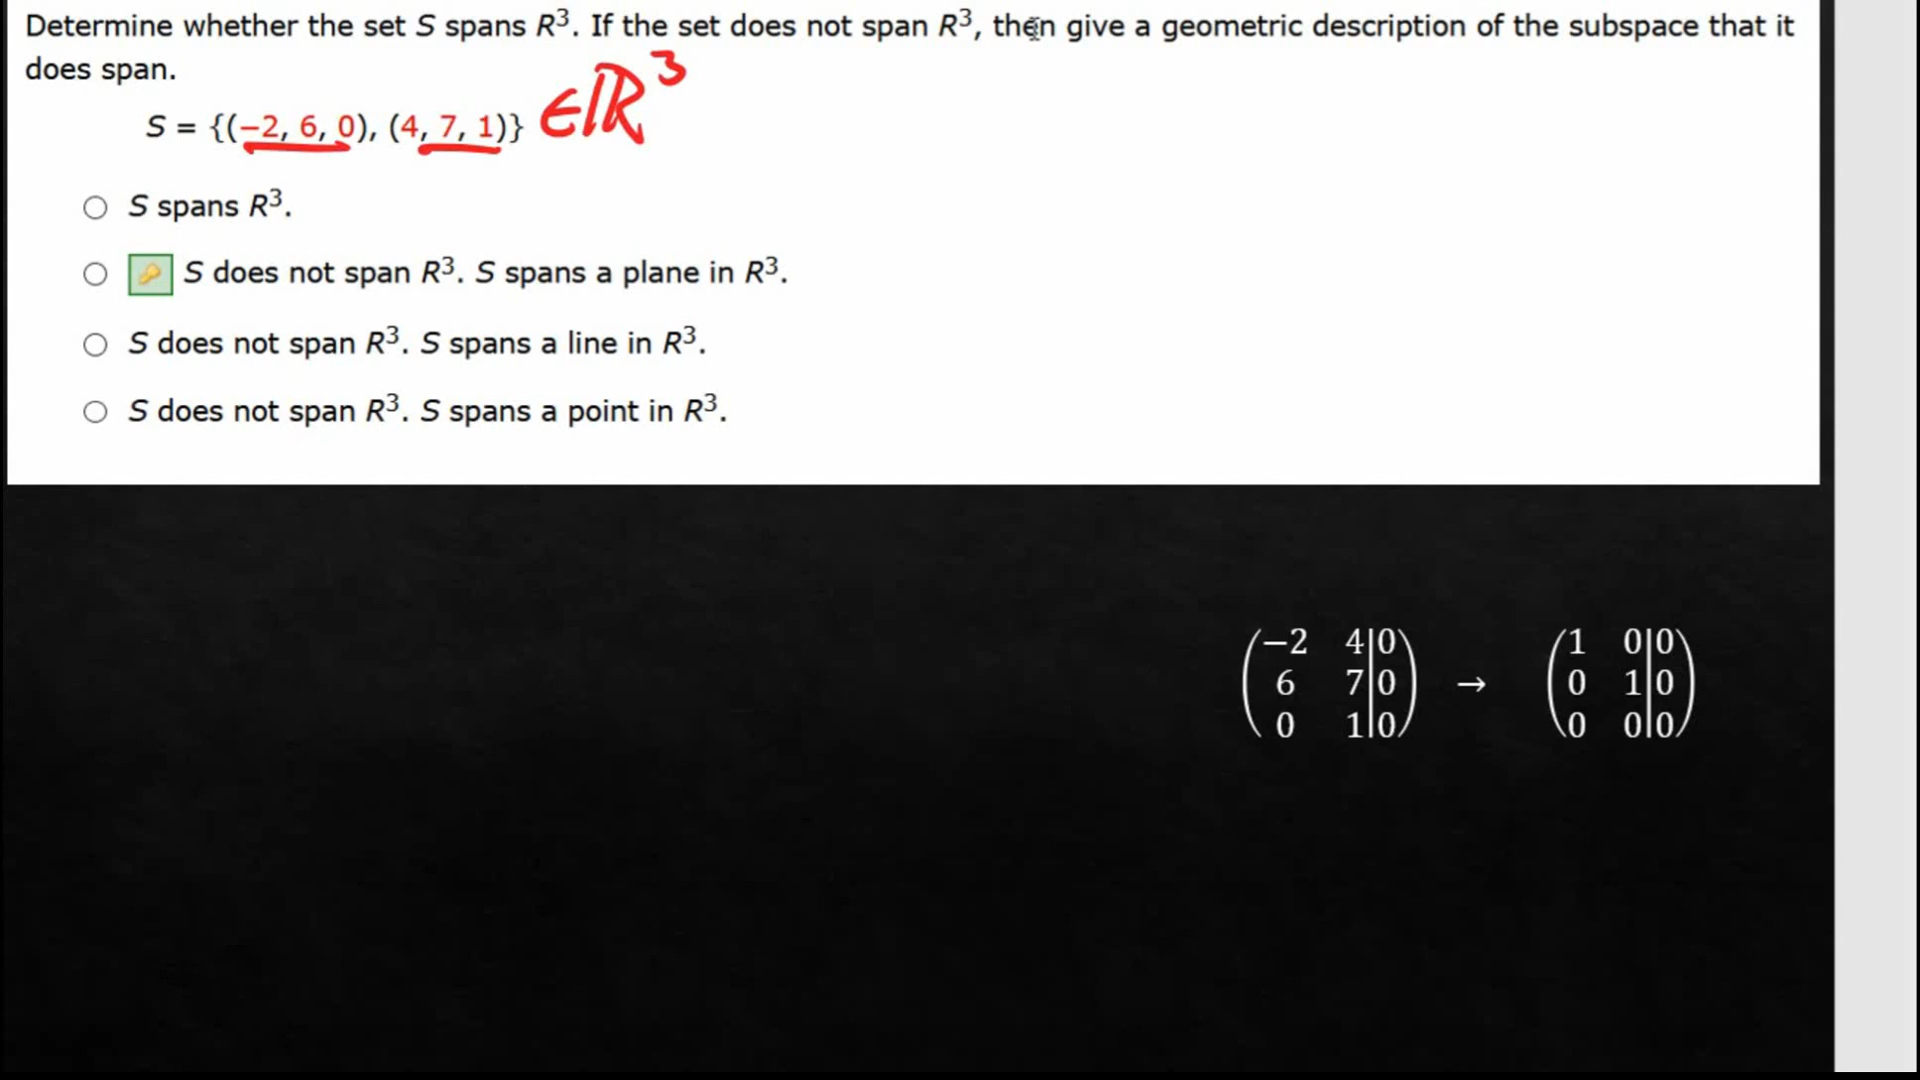 Determine whether the set S spans R³. If the set does not span R³, then give a geometric description of the subspace that it
does span.
S = {(−2, 6, 0), (4, 7, 1)} ∈ℝ³
S spans R³.
S does not span R³. S spans a plane in R³.
S does not span R³. S spans a line in R³.
S does not span R³. S spans a point in R³.
(−2 4|0) (1 0|0)
(6 7|0) → (0 1|0)
(0 1|0) (0 0|0)